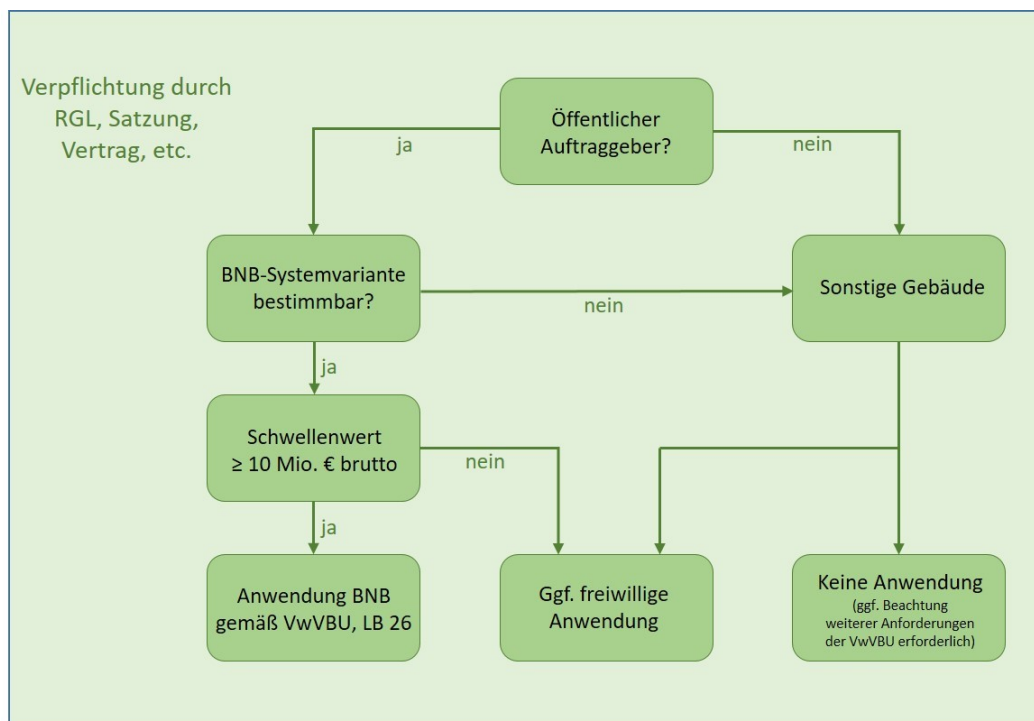 Verpflichtung durch
RGL, Satzung,
Vertrag, etc.
Öffentlicher
Auftraggeber?
ja
nein
BNB-Systemvariante
bestimmbar?
nein
Sonstige Gebäude
ja
Schwellenwert
≥ 10 Mio. € brutto
nein
ja
Anwendung BNB
gemäß VwVBU, LB 26
Ggf. freiwillige
Anwendung
Keine Anwendung
(ggf. Beachtung
weiterer Anforderungen
der VwVBU erforderlich)